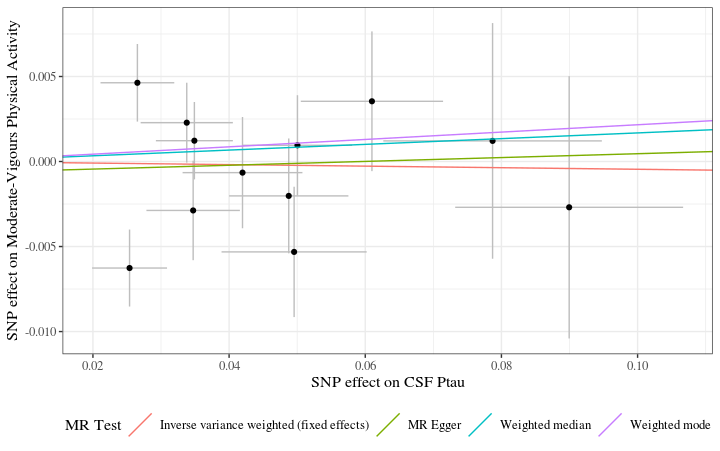 SNP effect on Moderate-Vigours Physical Activity
0.005
0.000
-0.005
-0.010
0.02 0.04 0.06 0.08 0.10
SNP effect on CSF Ptau
MR Test Inverse variance weighted (fixed effects) MR Egger Weighted median Weighted mode